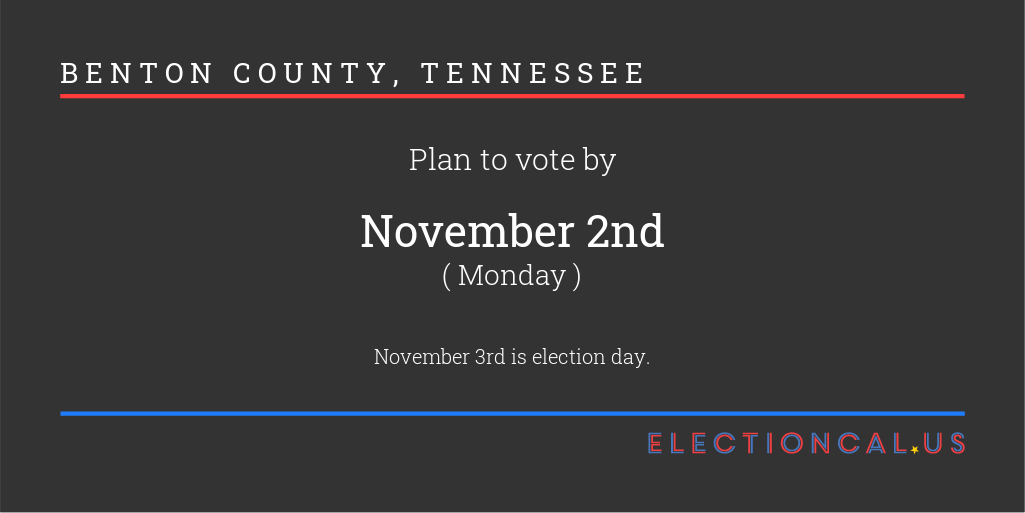 BENTON COUNTY, TENNESSEE
Plan to vote by
November 2nd
( Monday )
November 3rd is election day.
ELECTIONCAL.US